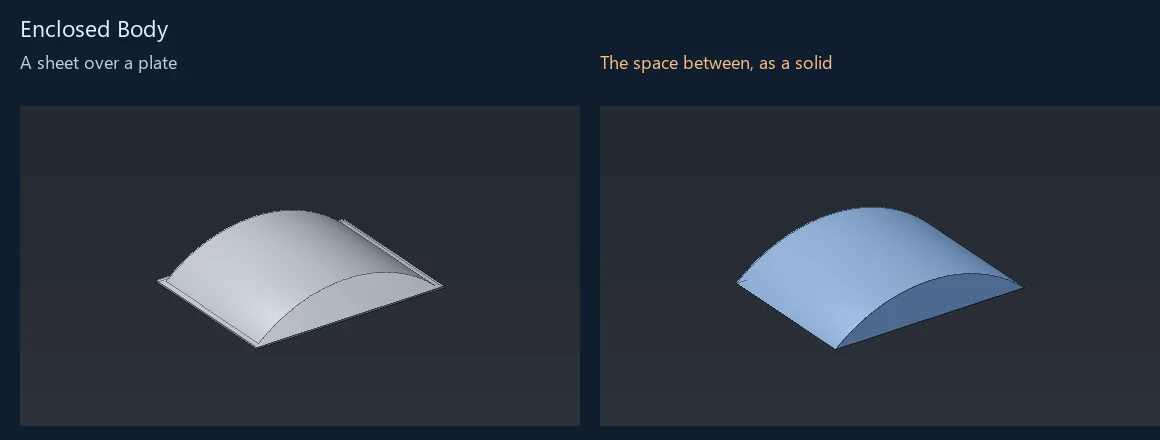 Enclosed Body
A sheet over a plate
The space between, as a solid